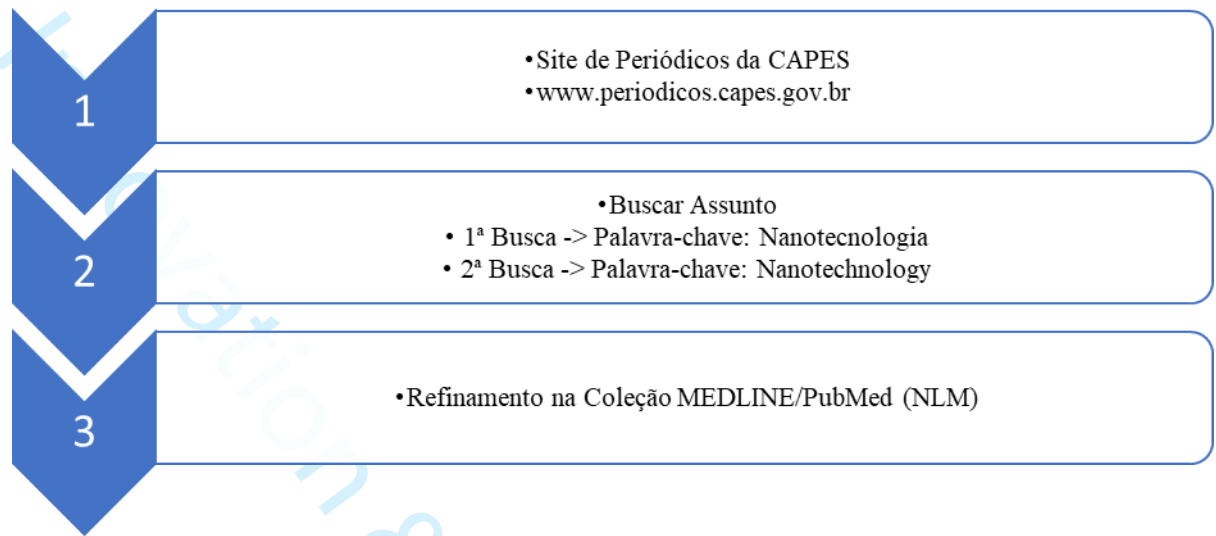 1
•Site de Periódicos da CAPES
•www.periodicos.capes.gov.br
2
•Buscar Assunto
• 1ª Busca -> Palavra-chave: Nanotecnologia
• 2ª Busca -> Palavra-chave: Nanotechnology
3
•Refinamento na Coleção MEDLINE/PubMed (NLM)